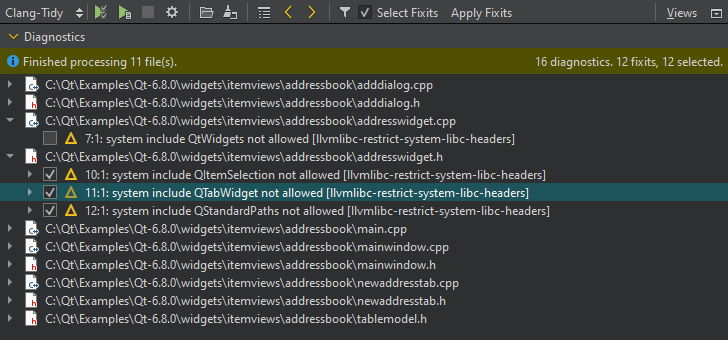 Clang-Tidy Select Fixits Apply Fixits Views
Diagnostics
Finished processing 11 file(s). 16 diagnostics. 12 fixits, 12 selected.
C:\Qt\Examples\Qt-6.8.0\widgets\itemviews\addressbook\adddialog.cpp
C:\Qt\Examples\Qt-6.8.0\widgets\itemviews\addressbook\adddialog.h
C:\Qt\Examples\Qt-6.8.0\widgets\itemviews\addressbook\addresswidget.cpp
7:1: system include QtWidgets not allowed [llvmlibc-restrict-system-libc-headers]
C:\Qt\Examples\Qt-6.8.0\widgets\itemviews\addressbook\addresswidget.h
10:1: system include QItemSelection not allowed [llvmlibc-restrict-system-libc-headers]
11:1: system include QTabWidget not allowed [llvmlibc-restrict-system-libc-headers]
12:1: system include QStandardPaths not allowed [llvmlibc-restrict-system-libc-headers]
C:\Qt\Examples\Qt-6.8.0\widgets\itemviews\addressbook\main.cpp
C:\Qt\Examples\Qt-6.8.0\widgets\itemviews\addressbook\mainwindow.cpp
C:\Qt\Examples\Qt-6.8.0\widgets\itemviews\addressbook\mainwindow.h
C:\Qt\Examples\Qt-6.8.0\widgets\itemviews\addressbook\newaddresstab.cpp
C:\Qt\Examples\Qt-6.8.0\widgets\itemviews\addressbook\newaddresstab.h
C:\Qt\Examples\Qt-6.8.0\widgets\itemviews\addressbook\tablemodel.h